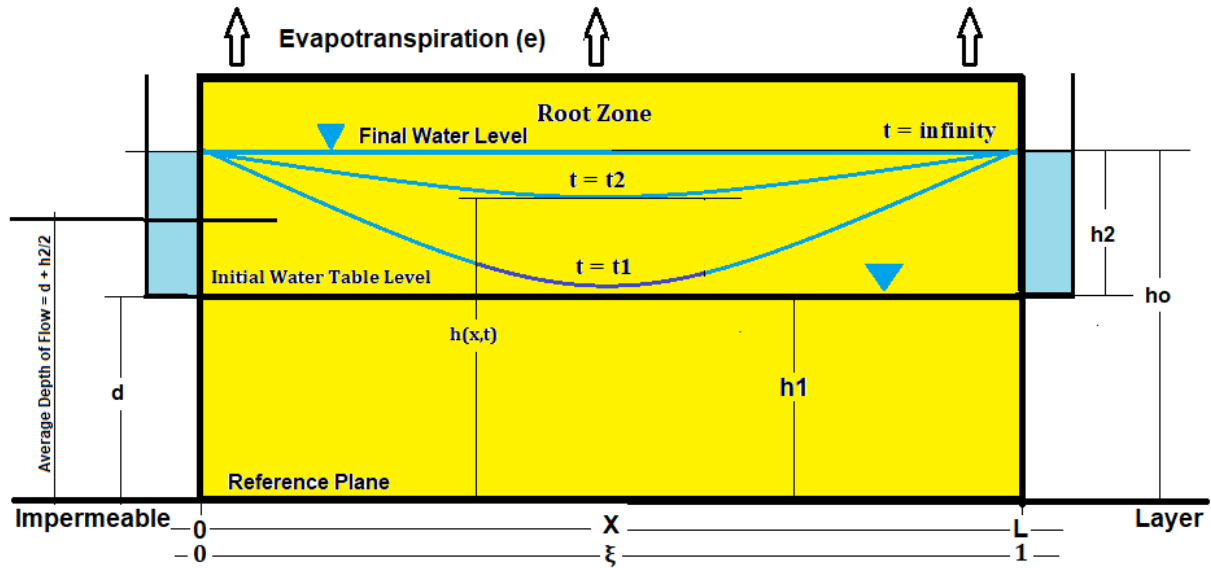 Evapotranspiration (e)
Root Zone
Final Water Level
t = infinity
t = t2
h2
Average Depth of Flow = d + h2/2
t = t1
Initial Water Table Level
ho
h(x,t)
d
h1
Reference Plane
Impermeable
0
X
L
Layer
0
ξ
1